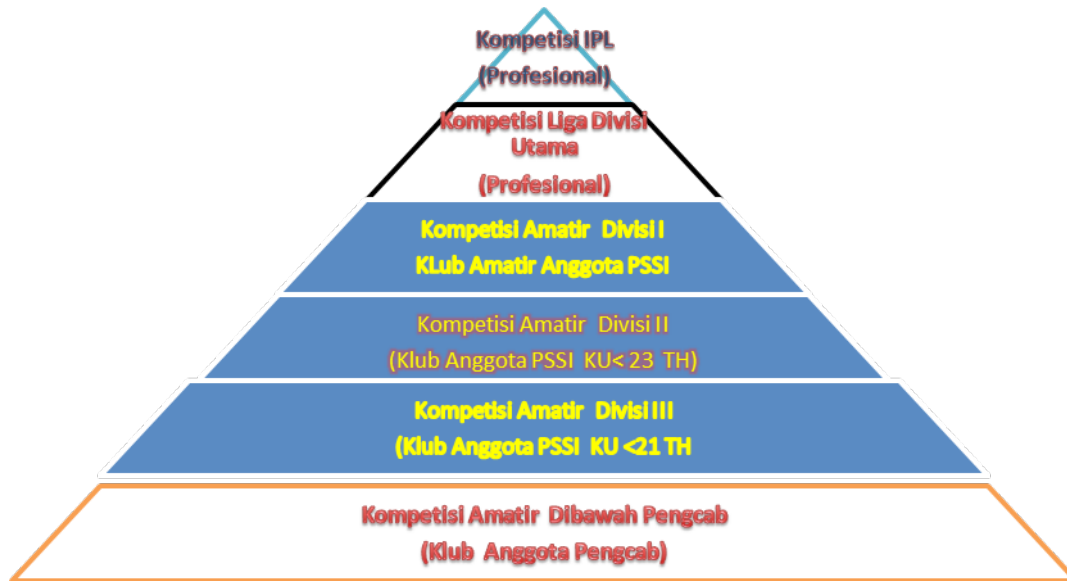 Kompetisi IPL
(Profesional)
Kompetisi Liga Divisi
Utama
(Profesional)
Kompetisi Amatir Divisi I
KLub Amatir Anggota PSSI
Kompetisi Amatir Divisi II
(Klub Anggota PSSI KU< 23 TH)
Kompetisi Amatir Divisi III
(Klub Anggota PSSI KU <21 TH
Kompetisi Amatir Dibawah Pengcab
(Klub Anggota Pengcab)